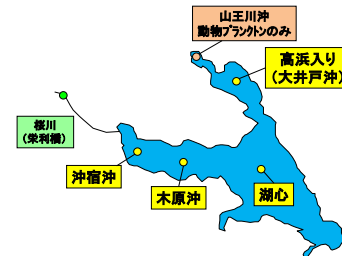 山王川沖
動物プランクトンのみ
高浜入り
(大井戸沖)
桜川
(栄利橋)
沖宿沖
木原沖
湖心